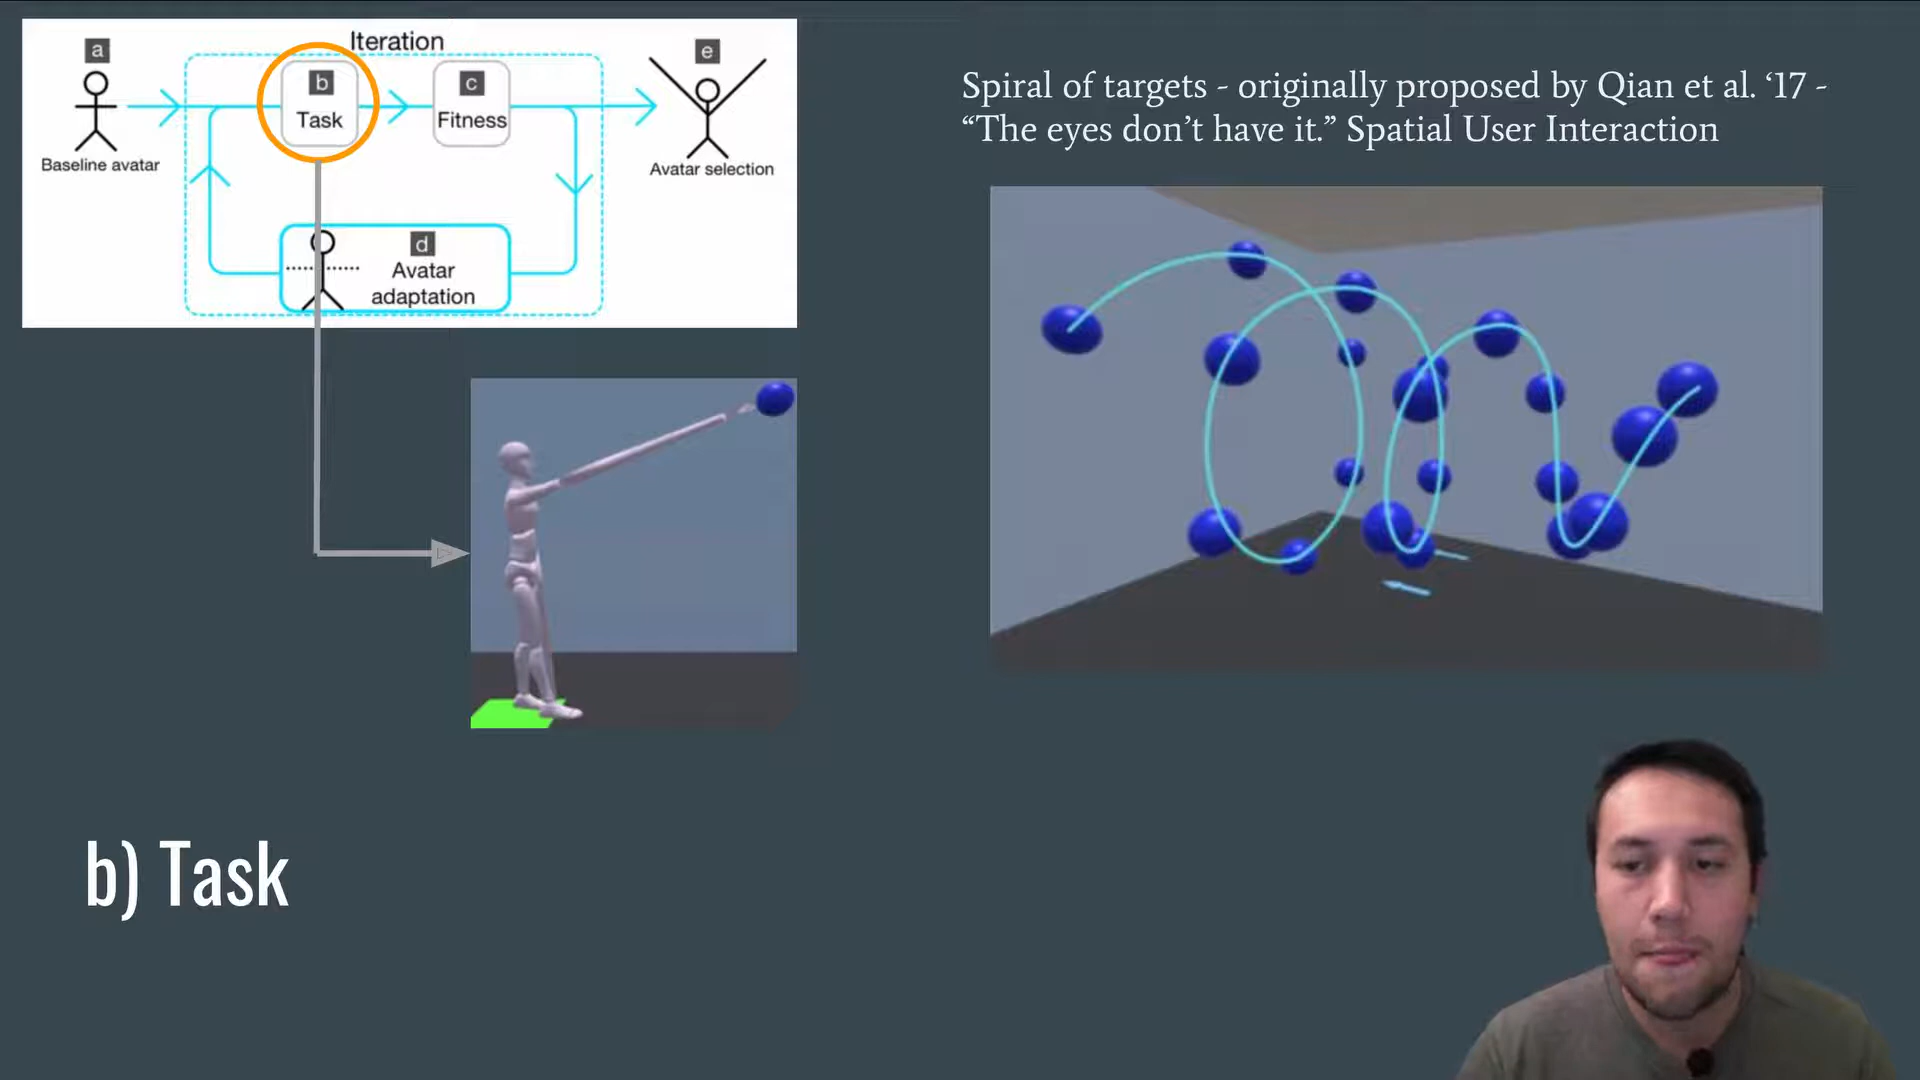 Iteration
a
b
c
e
Task
Fitness
Baseline avatar
Avatar selection
d
Avatar
adaptation
Spiral of targets - originally proposed by Qian et al. ‘17 -
“The eyes don’t have it.” Spatial User Interaction
b) Task